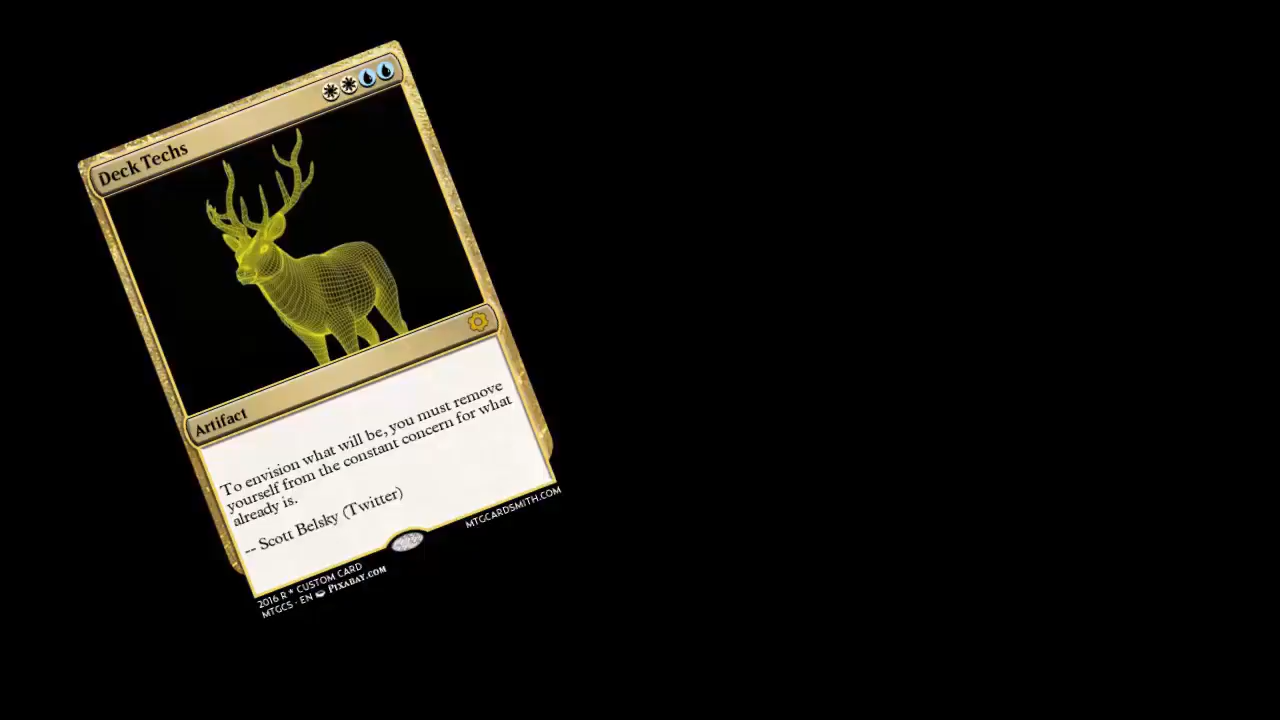 Deck Techs
Artifact
To envision what will be, you must remove
yourself from the constant concern for what
already is.
-- Scott Belsky (Twitter)
MTGCARDSMITH.COM
2016 R * CUSTOM CARD
MTGCS · EN PIXABAY.COM